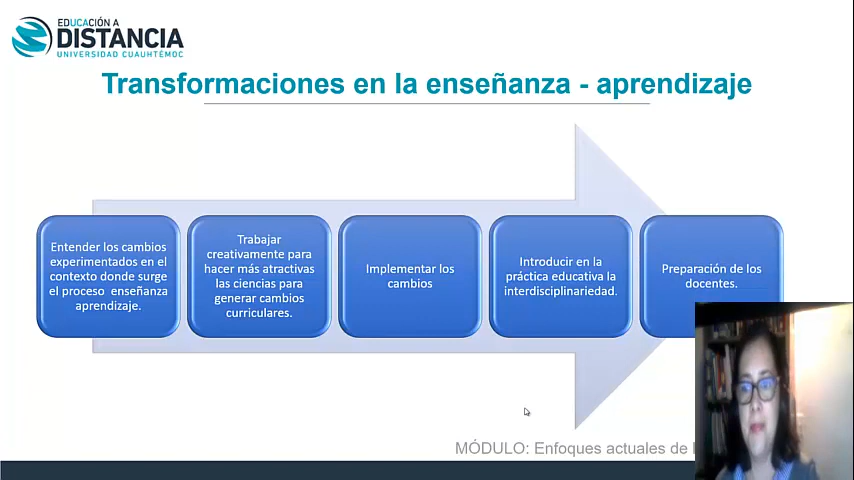 EDUCACIÓN A
DISTANCIA
UNIVERSIDAD CUAUHTÉMOC
Transformaciones en la enseñanza - aprendizaje
Entender los cambios
experimentados en el
contexto donde surge
el proceso enseñanza
aprendizaje.
Trabajar
creativamente para
hacer más atractivas
las ciencias para
generar cambios
curriculares.
Implementar los
cambios
Introducir en la
práctica educativa la
interdisciplinariedad.
Preparación de los
docentes.
MÓDULO: Enfoques actuales de